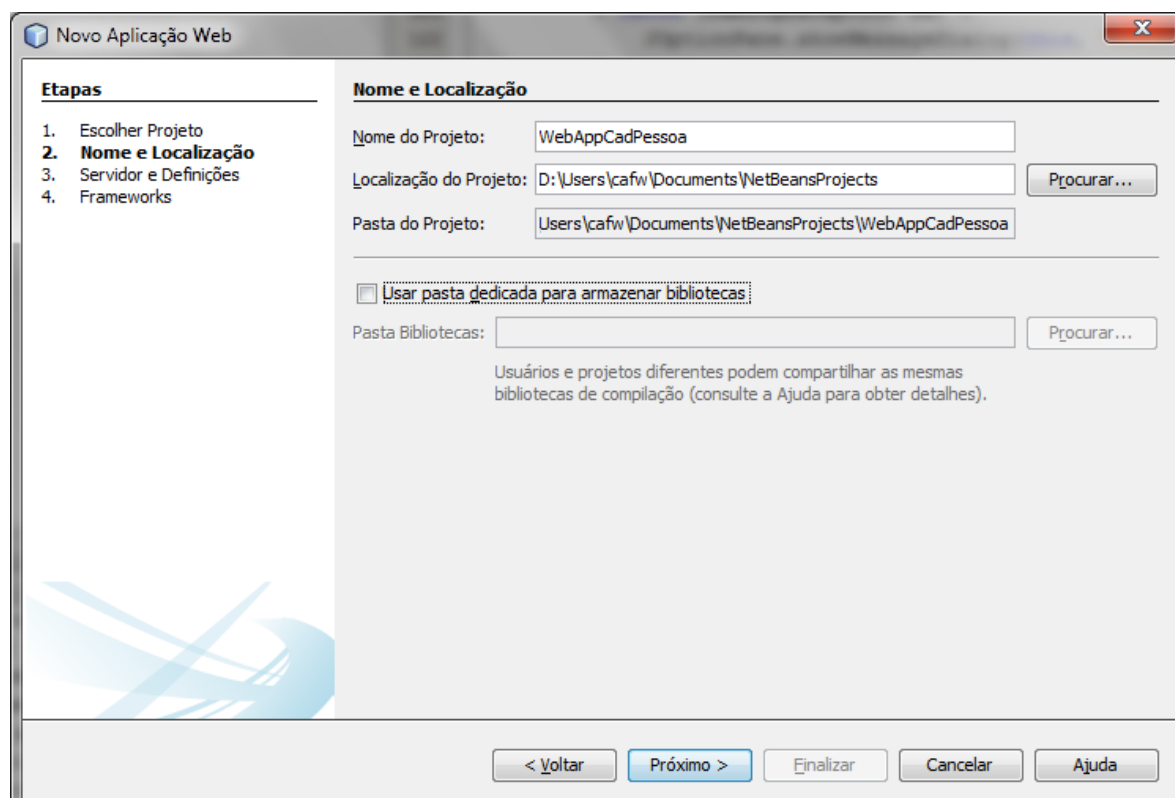 Novo Aplicação Web
Etapas
1. Escolher Projeto
2. Nome e Localização
3. Servidor e Definições
4. Frameworks
Nome e Localização
Nome do Projeto: WebAppCadPessoa
Localização do Projeto: D:\Users\cafw\Documents\NetBeansProjects Procurar...
Pasta do Projeto: Users\cafw\Documents\NetBeansProjects\WebAppCadPessoa
Usar pasta dedicada para armazenar bibliotecas
Pasta Bibliotecas: Procurar...
Usuários e projetos diferentes podem compartilhar as mesmas
bibliotecas de compilação (consulte a Ajuda para obter detalhes).
< Voltar Próximo > Finalizar Cancelar Ajuda